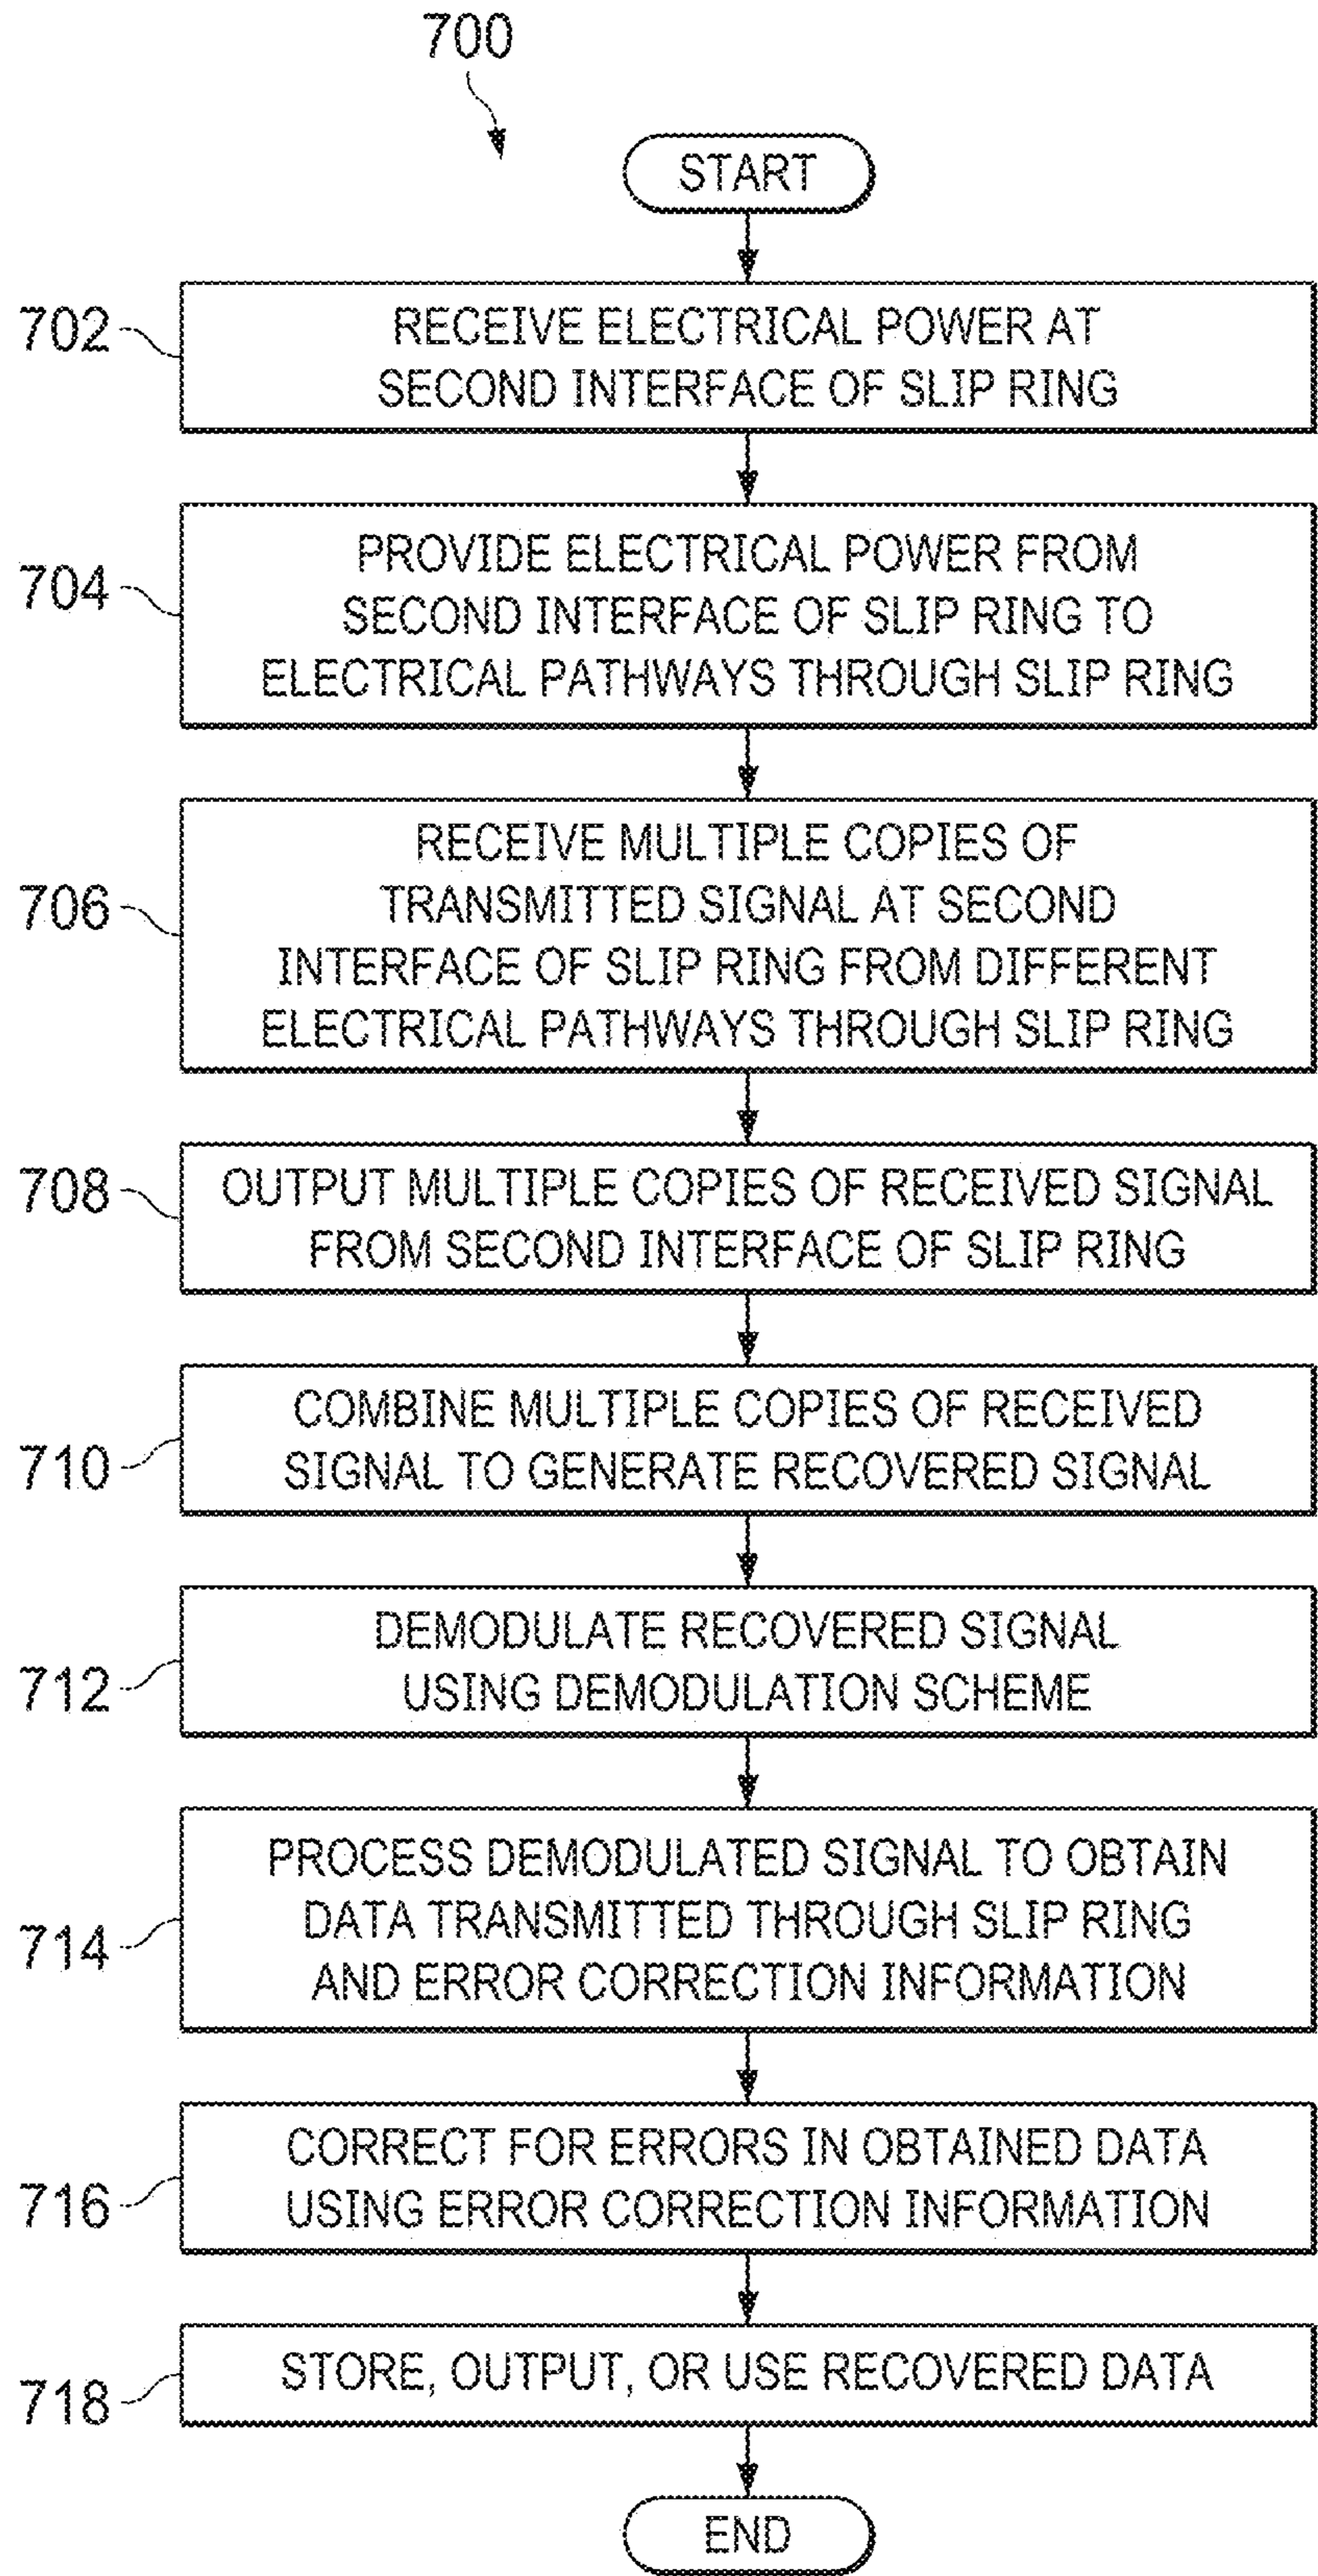 700
START
702
RECEIVE ELECTRICAL POWER AT
SECOND INTERFACE OF SLIP RING
704
PROVIDE ELECTRICAL POWER FROM
SECOND INTERFACE OF SLIP RING TO
ELECTRICAL PATHWAYS THROUGH SLIP RING
706
RECEIVE MULTIPLE COPIES OF
TRANSMITTED SIGNAL AT SECOND
INTERFACE OF SLIP RING FROM DIFFERENT
ELECTRICAL PATHWAYS THROUGH SLIP RING
708
OUTPUT MULTIPLE COPIES OF RECEIVED SIGNAL
FROM SECOND INTERFACE OF SLIP RING
710
COMBINE MULTIPLE COPIES OF RECEIVED
SIGNAL TO GENERATE RECOVERED SIGNAL
712
DEMODULATE RECOVERED SIGNAL
USING DEMODULATION SCHEME
714
PROCESS DEMODULATED SIGNAL TO OBTAIN
DATA TRANSMITTED THROUGH SLIP RING
AND ERROR CORRECTION INFORMATION
716
CORRECT FOR ERRORS IN OBTAINED DATA
USING ERROR CORRECTION INFORMATION
718
STORE, OUTPUT, OR USE RECOVERED DATA
END